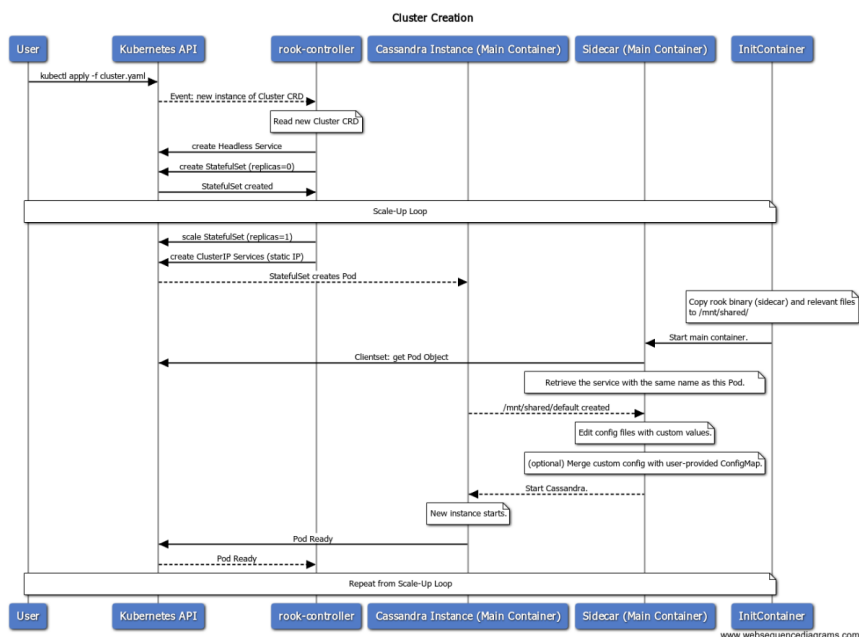 Cluster Creation
User
Kubernetes API
rook-controller
Cassandra Instance (Main Container)
Sidecar (Main Container)
InitContainer
kubectl apply -f cluster.yaml
Event: new instance of Cluster CRD
Read new Cluster CRD
create Headless Service
create StatefulSet (replicas=0)
StatefulSet created
Scale-Up Loop
scale StatefulSet (replicas=1)
create ClusterIP Services (static IP)
StatefulSet creates Pod
Copy rook binary (sidecar) and relevant files
to /mnt/shared/
Start main container.
Clientset: get Pod Object
Retrieve the service with the same name as this Pod.
/mnt/shared/default created
Edit config files with custom values.
(optional) Merge custom config with user-provided ConfigMap.
Start Cassandra.
New instance starts.
Pod Ready
Pod Ready
Repeat from Scale-Up Loop
User
Kubernetes API
rook-controller
Cassandra Instance (Main Container)
Sidecar (Main Container)
InitContainer
www.websequencediagrams.com